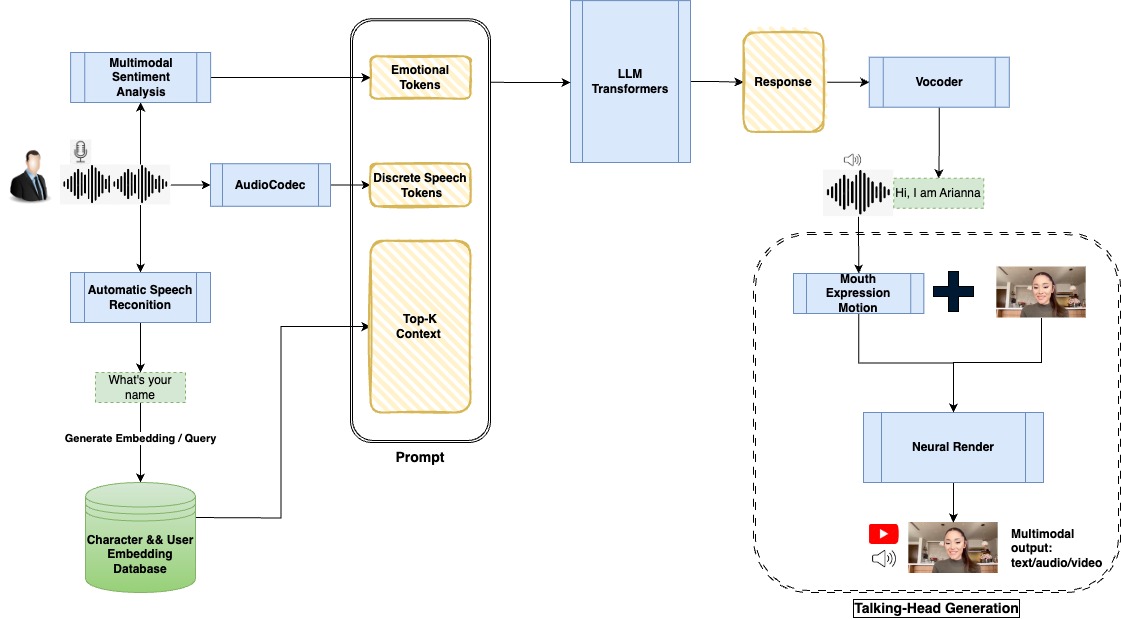 Multimodal
Sentiment
Analysis
Emotional
Tokens
LLM
Transformers
Response
Vocoder
AudioCodec
Discrete Speech
Tokens
Hi, I am Arianna
Automatic Speech
Reconition
Top-K
Context
Mouth
Expression
Motion
What's your
name
Generate Embedding / Query
Prompt
Neural Render
Character && User
Embedding
Database
Multimodal
output:
text/audio/video
Talking-Head Generation